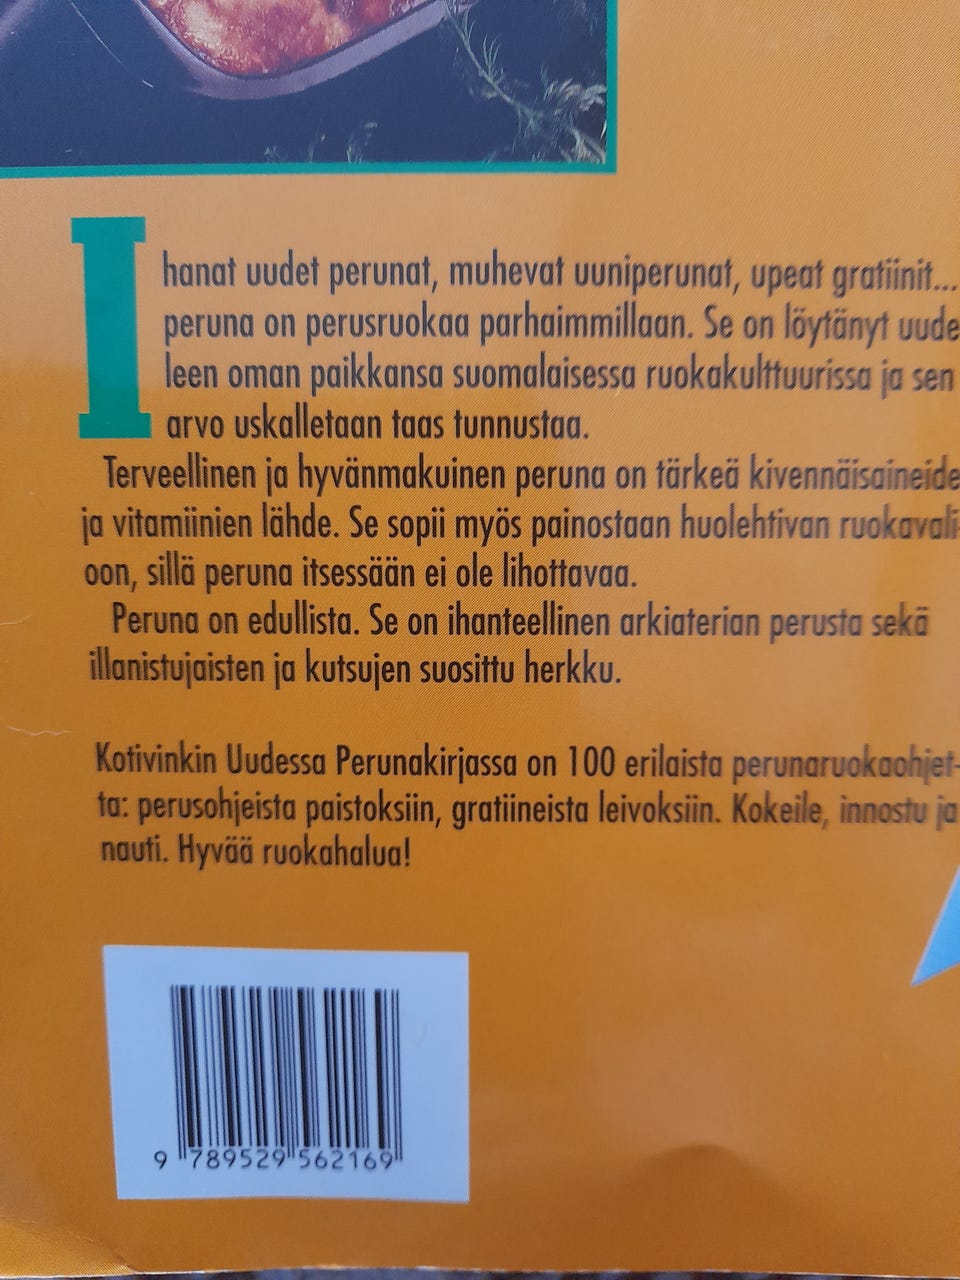 Ihanat uudet perunat, muhevat uuniperunat, upeat gratiinit...
peruna on perusruokaa parhaimmillaan. Se on löytänyt uude
leen oman paikkansa suomalaisessa ruokakulttuurissa ja sen
arvo uskalletaan taas tunnustaa.
Terveellinen ja hyvänmakuinen peruna on tärkeä kivennäisaineide
ja vitamiinien lähde. Se sopii myös painostaan huolehtivan ruokavali-
oon, sillä peruna itsessään ei ole lihottavaa.
Peruna on edullista. Se on ihanteellinen arkiaterian perusta sekä
illanistujaisten ja kutsujen suosittu herkku.
Kotivinkin Uudessa Perunakirjassa on 100 erilaista perunaruokaohjet-
ta: perusohjeista paistoksiin, gratiineista leivoksiin. Kokeile, innostu ja
nauti. Hyvää ruokahalua!
9 789529 562169